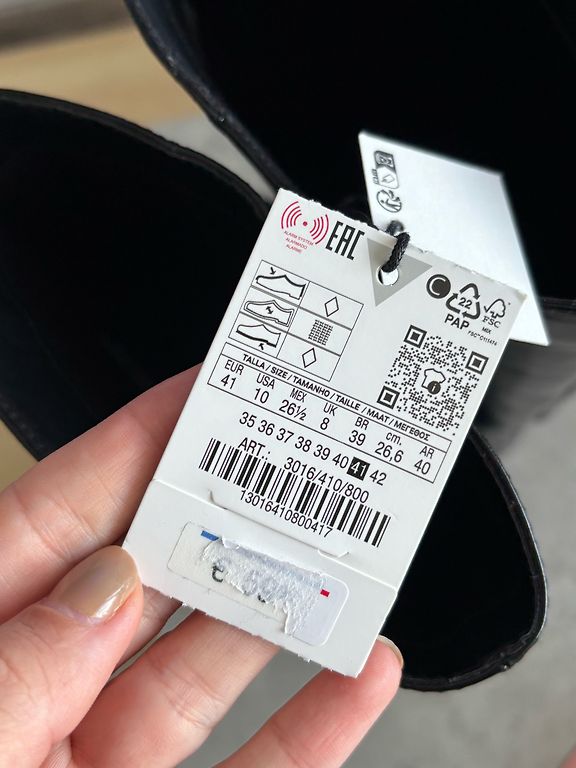 ALARM SYSTEM
ALARMADO
ALARME
EAC
22
PAP
FSC
MIX
TALLA / SIZE / TAMANHO / TAILLE / MAAT / ΜΕΓΕΘΟΣ
EUR USA MEX UK BR cm. AR
41 10 26½ 8 39 26,6 40
35 36 37 38 39 40 41 42
ART.: 3016/410/800
13016410800417